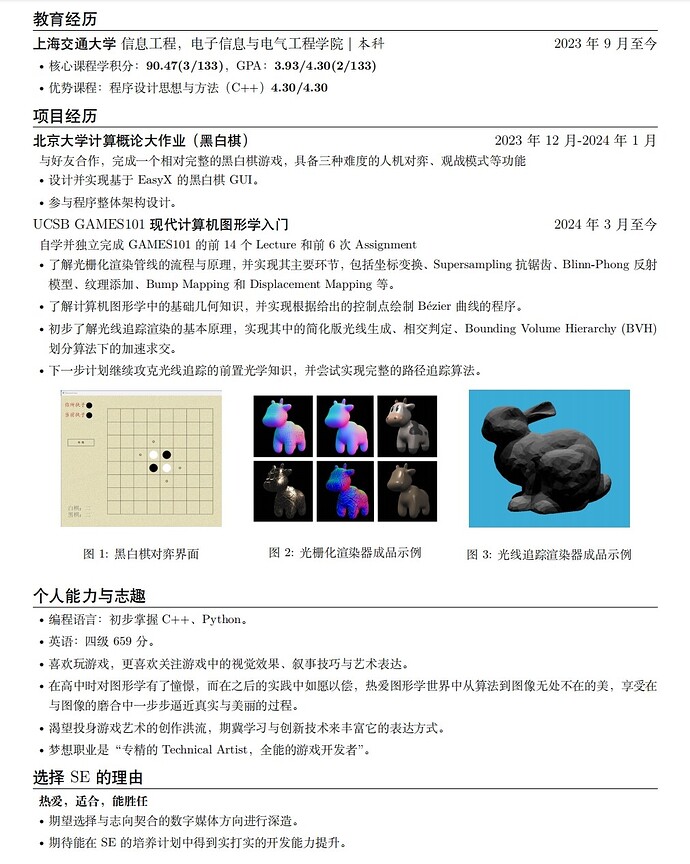 教育经历
上海交通大学 信息工程，电子信息与电气工程学院 | 本科 2023 年 9 月至今
• 核心课程学积分：90.47(3/133)，GPA：3.93/4.30(2/133)
• 优势课程：程序设计思想与方法（C++）4.30/4.30
项目经历
北京大学计算概论大作业（黑白棋） 2023 年 12 月-2024 年 1 月
与好友合作，完成一个相对完整的黑白棋游戏，具备三种难度的人机对弈、观战模式等功能
• 设计并实现基于 EasyX 的黑白棋 GUI。
• 参与程序整体架构设计。
UCSB GAMES101 现代计算机图形学入门 2024 年 3 月至今
自学并独立完成 GAMES101 的前 14 个 Lecture 和前 6 次 Assignment
• 了解光栅化渲染管线的流程与原理，并实现其主要环节，包括坐标变换、Supersampling 抗锯齿、Blinn-Phong 反射
模型、纹理添加、Bump Mapping 和 Displacement Mapping 等。
• 了解计算机图形学中的基础几何知识，并实现根据给出的控制点绘制 Bézier 曲线的程序。
• 初步了解光线追踪渲染的基本原理，实现其中的简化版光线生成、相交判定、Bounding Volume Hierarchy (BVH)
划分算法下的加速求交。
• 下一步计划继续攻克光线追踪的前置光学知识，并尝试实现完整的路径追踪算法。
白棋：
黑棋：
图 1: 黑白棋对弈界面
图 2: 光栅化渲染器成品示例
图 3: 光线追踪渲染器成品示例
个人能力与志趣
• 编程语言：初步掌握 C++、Python。
• 英语：四级 659 分。
• 喜欢玩游戏，更喜欢关注游戏中的视觉效果、叙事技巧与艺术表达。
• 在高中时对图形学有了憧憬，而在之后的实践中如愿以偿，热爱图形学世界中从算法到图像无处不在的美，享受在
与图像的磨合中一步步逼近真实与美丽的过程。
• 渴望投身游戏艺术的创作洪流，期冀学习与创新技术来丰富它的表达方式。
• 梦想职业是“专精的 Technical Artist，全能的游戏开发者”。
选择 SE 的理由
热爱，适合，能胜任
• 期望选择与志向契合的数字媒体方向进行深造。
• 期待能在 SE 的培养计划中得到实打实的开发能力提升。